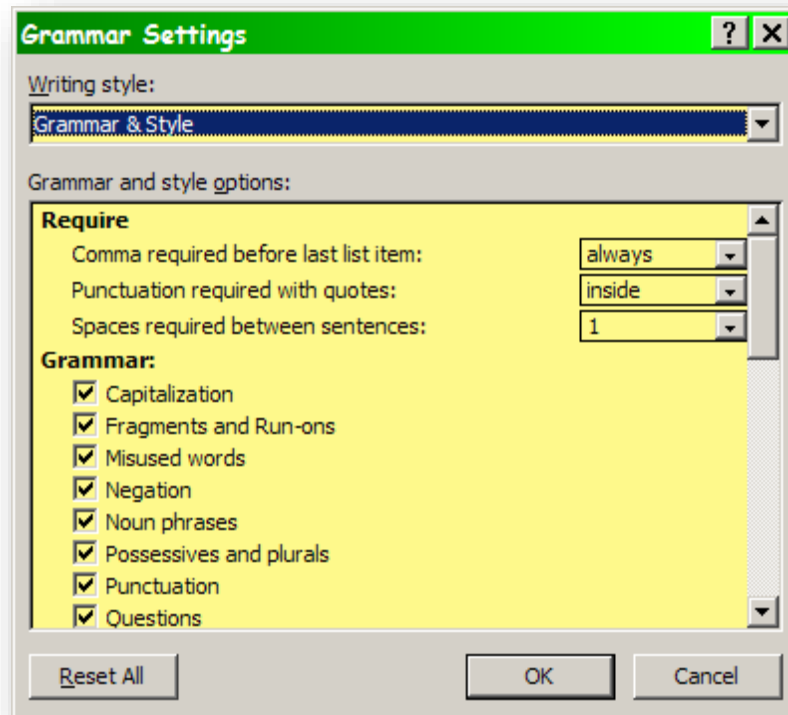 Grammar Settings
Writing style:
Grammar & Style
Grammar and style options:
Require
Comma required before last list item: always
Punctuation required with quotes: inside
Spaces required between sentences: 1
Grammar:
Capitalization
Fragments and Run-ons
Misused words
Negation
Noun phrases
Possessives and plurals
Punctuation
Questions
Reset All OK Cancel